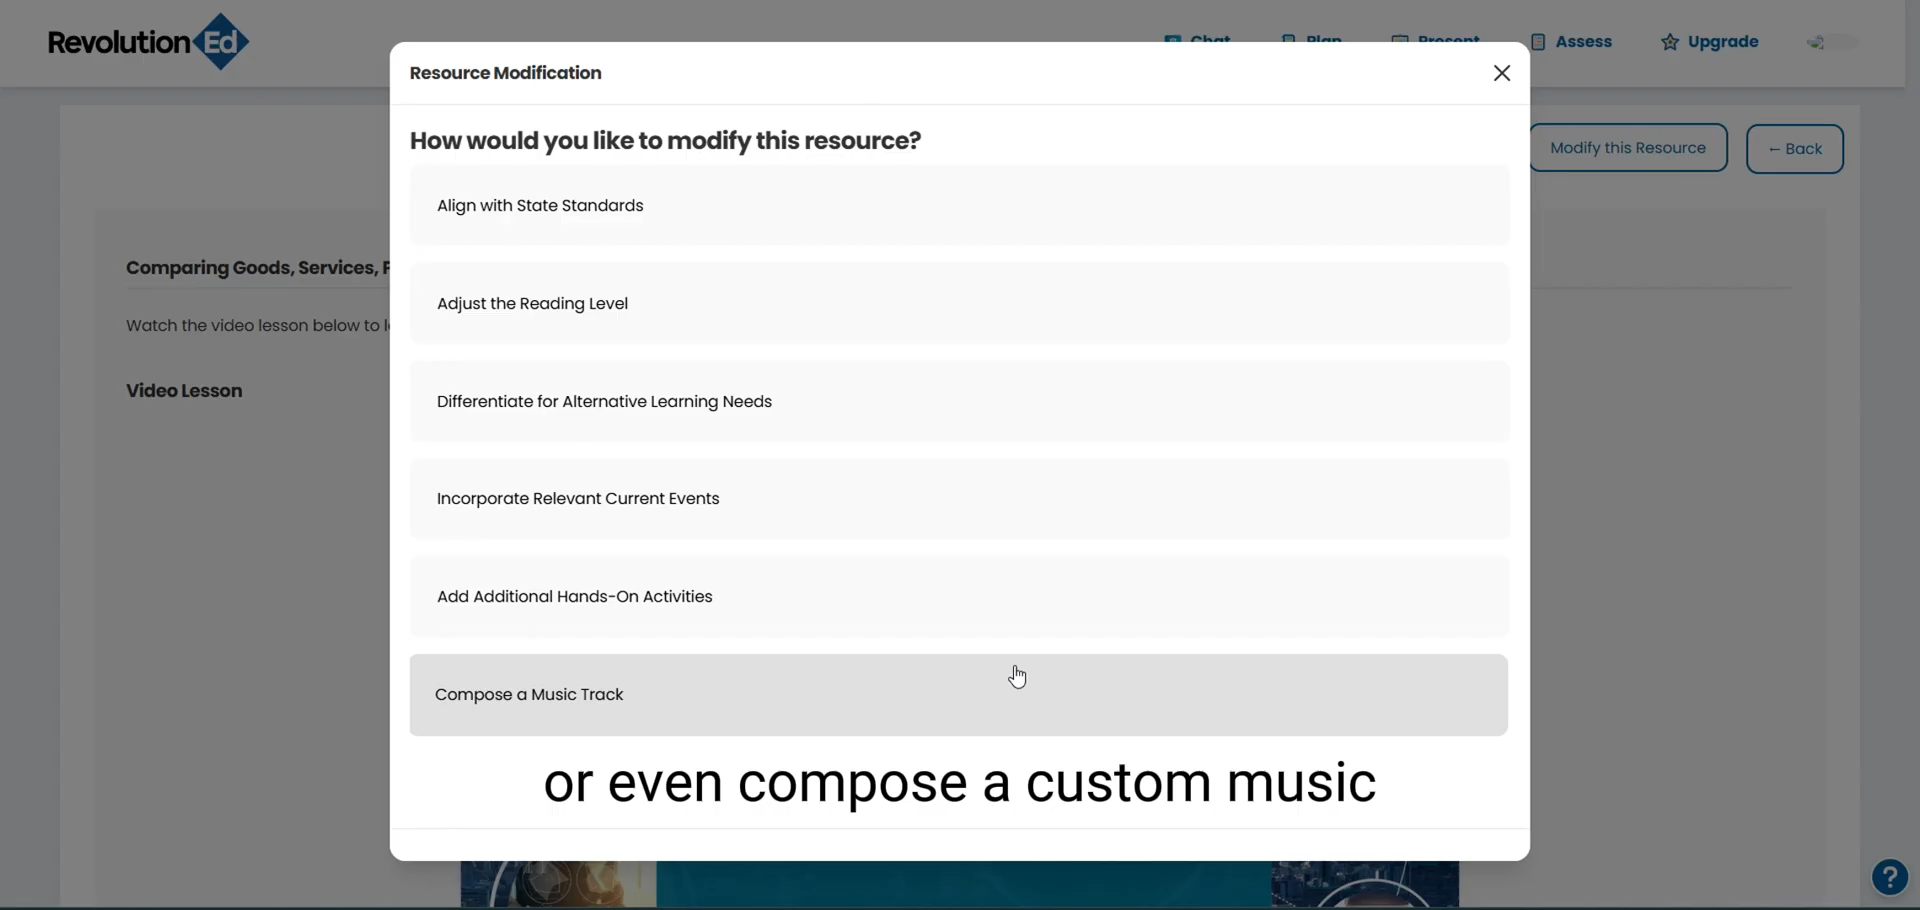 RevolutionEd
Chat
Plan
Present
Assess
Upgrade
Resource Modification
How would you like to modify this resource?
Modify this Resource
← Back
Align with State Standards
Comparing Goods, Services,
Adjust the Reading Level
Watch the video lesson below to
Video Lesson
Differentiate for Alternative Learning Needs
Incorporate Relevant Current Events
Add Additional Hands-On Activities
Compose a Music Track
or even compose a custom music
?